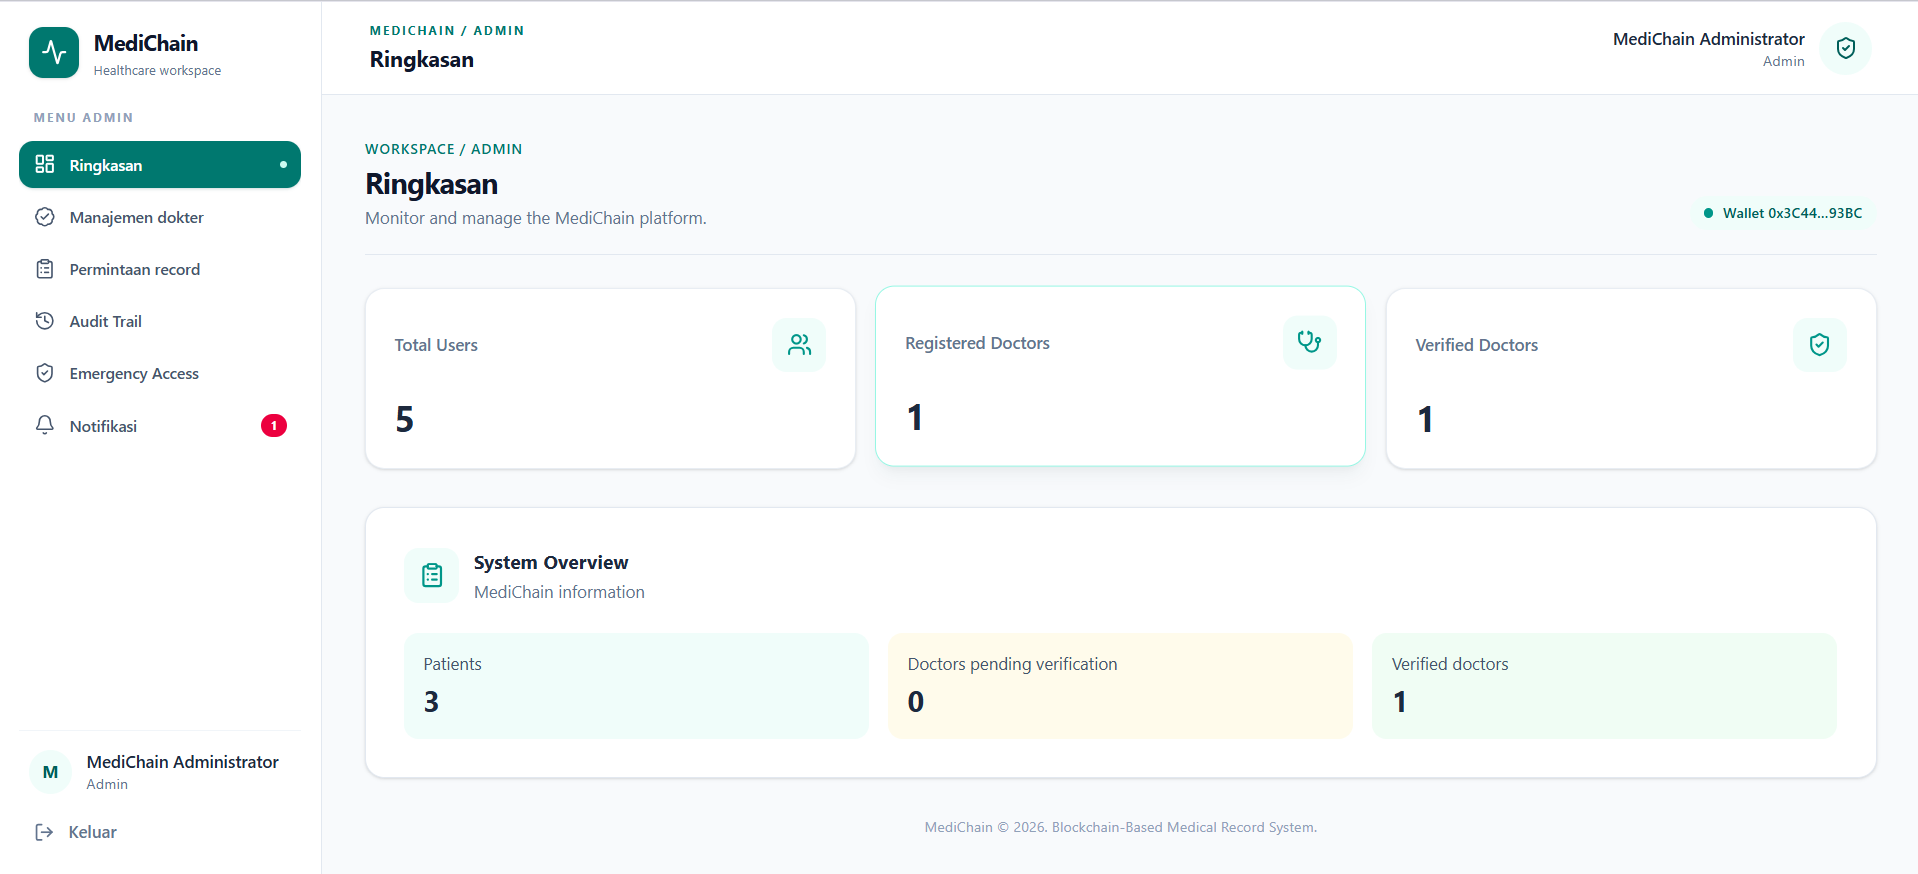 MediChain
Healthcare workspace
MENU ADMIN
Ringkasan
Manajemen dokter
Permintaan record
Audit Trail
Emergency Access
Notifikasi
1
M
MediChain Administrator
Admin
Keluar
MEDICHAIN / ADMIN
Ringkasan
MediChain Administrator
Admin
WORKSPACE / ADMIN
Ringkasan
Monitor and manage the MediChain platform.
Wallet 0x3C44...93BC
Total Users
5
Registered Doctors
1
Verified Doctors
1
System Overview
MediChain information
Patients
3
Doctors pending verification
0
Verified doctors
1
MediChain © 2026. Blockchain-Based Medical Record System.